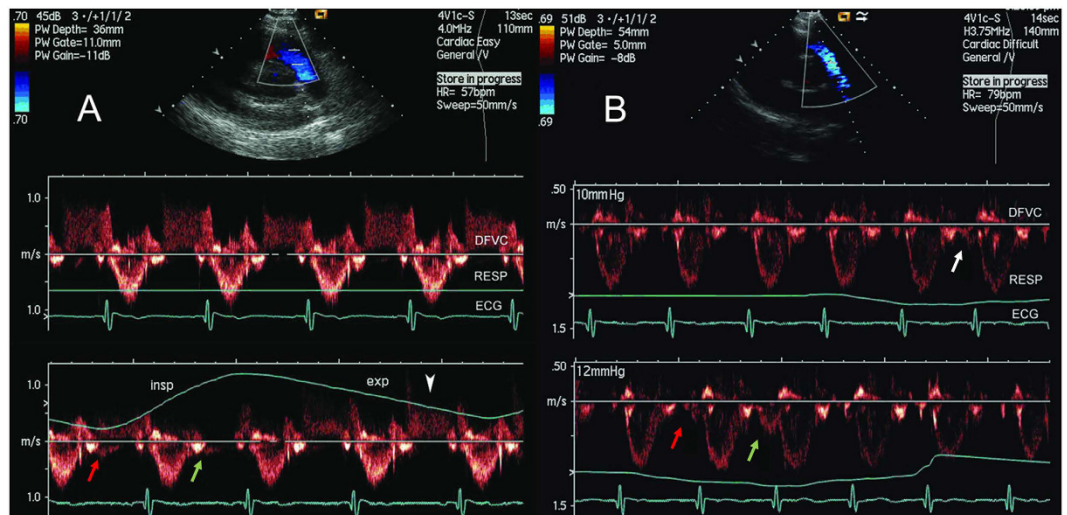 .70
45dB 3 •/+1/1/2
PW Depth= 36mm
PW Gate=11.0mm
PW Gain=-11dB
4V1c-S 13sec
4.0MHz 110mm
Cardiac Easy
General /V
Store in progress
HR= 57bpm
Sweep=50mm/s
.70
A
1.0
DFVC
m/s
RESP
1.0
ECG
1.0
insp
exp
m/s
1.0
.69
51dB 3 •/+1/1/2
PW Depth= 54mm
PW Gate= 5.0mm
PW Gain= -8dB
4V1c-S 14sec
H3.75MHz 140mm
Cardiac Difficult
General /V
Store in progress
HR= 79bpm
Sweep=50mm/s
.69
B
.50
10mmHg
DFVC
m/s
RESP
ECG
1.5
.50
12mmHg
m/s
1.5